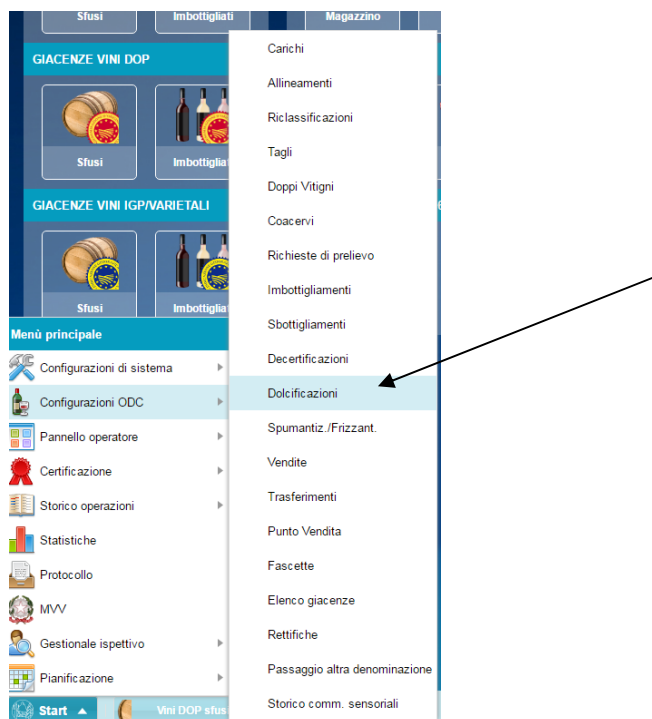 Sfusi
Imbottigliati
Magazzino
GIACENZE VINI DOP
Sfusi
Imbottigliat
GIACENZE VINI IGP/VARIETALI
Sfusi
Imbottigliat
Menù principale
Configurazioni di sistema
Configurazioni ODC
Pannello operatore
Certificazione
Storico operazioni
Statistiche
Protocollo
MVV
Gestionale ispettivo
Pianificazione
Start
Vini DOP sfus
Carichi
Allineamenti
Riclassificazioni
Tagli
Doppi Vitigni
Coacervi
Richieste di prelievo
Imbottigliamenti
Sbottigliamenti
Decertificazioni
Dolcificazioni
Spumantiz./Frizzant.
Vendite
Trasferimenti
Punto Vendita
Fascette
Elenco giacenze
Rettifiche
Passaggio altra denominazione
Storico comm. sensoriali